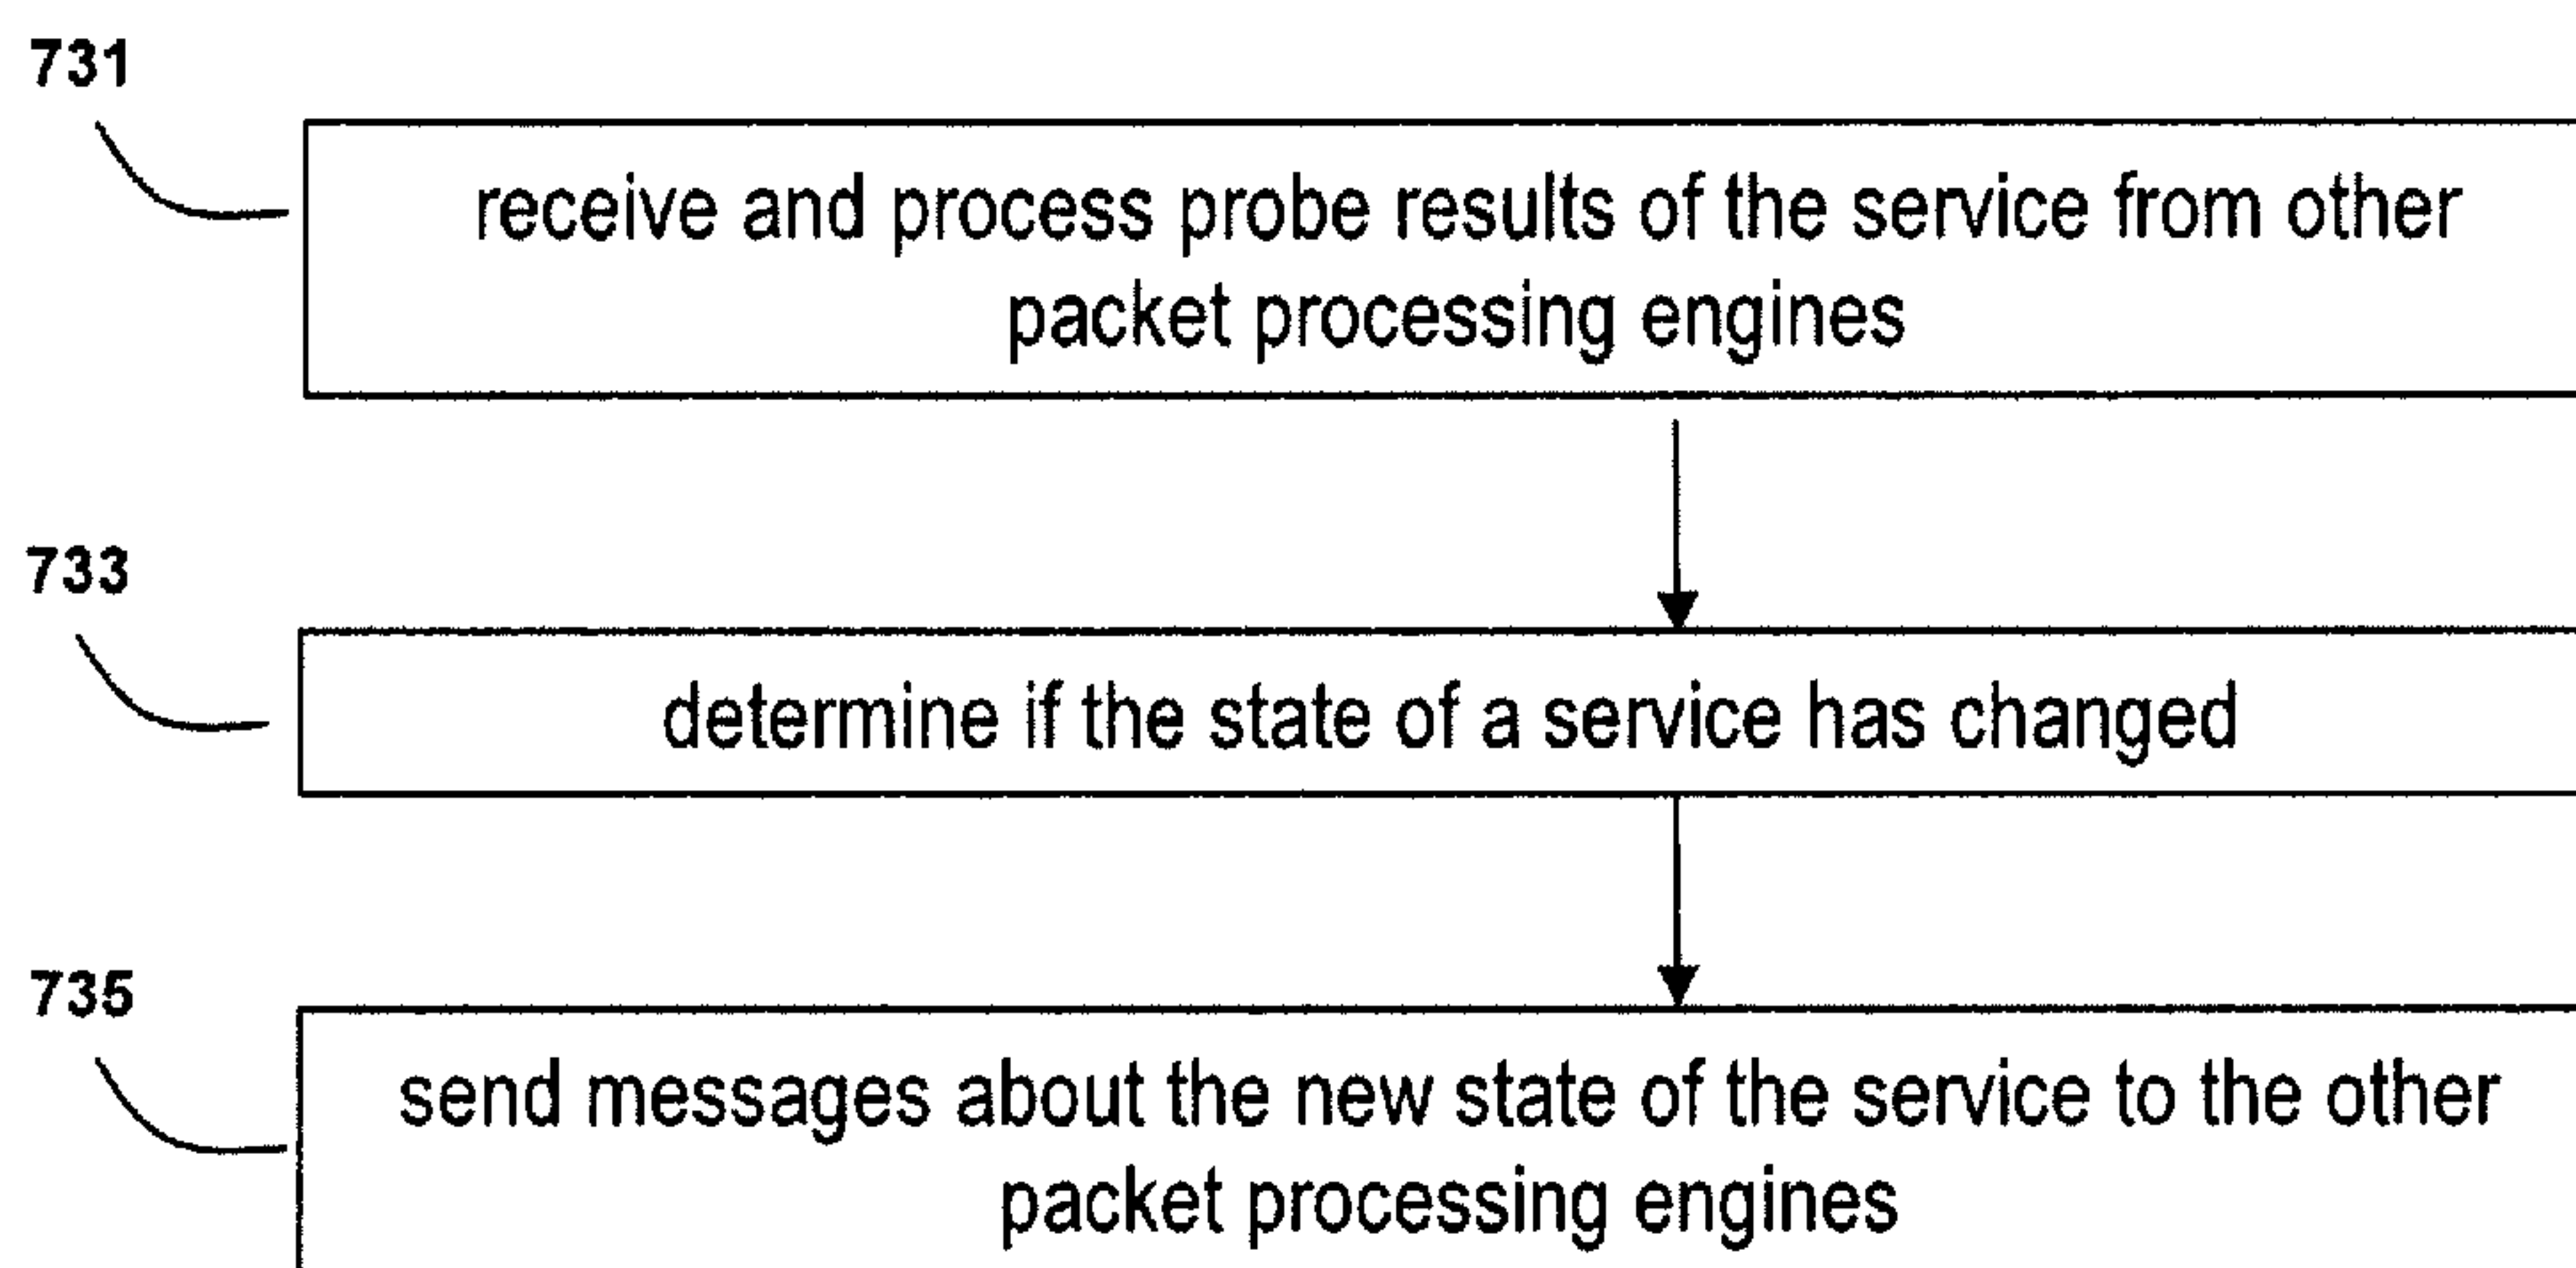 731
receive and process probe results of the service from other
packet processing engines
733
determine if the state of a service has changed
735
send messages about the new state of the service to the other
packet processing engines